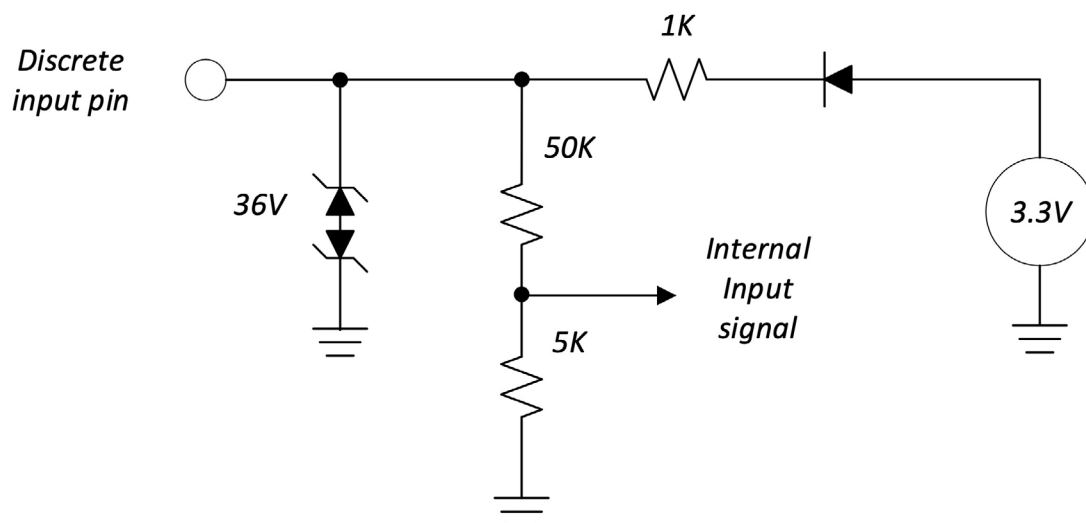 1K
Discrete
input pin
50K
36V
3.3V
Internal
Input
signal
5K